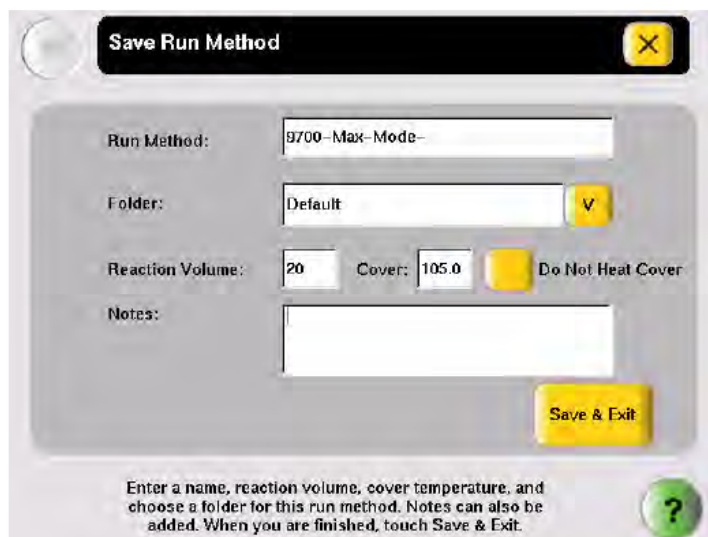 Save Run Method
Run Method: 9700-Max-Mode-
Folder: Default V
Reaction Volume: 20 Cover: 105.0 Do Not Heat Cover
Notes:
Save & Exit
Enter a name, reaction volume, cover temperature, and
choose a folder for this run method. Notes can also be
added. When you are finished, touch Save & Exit.
?